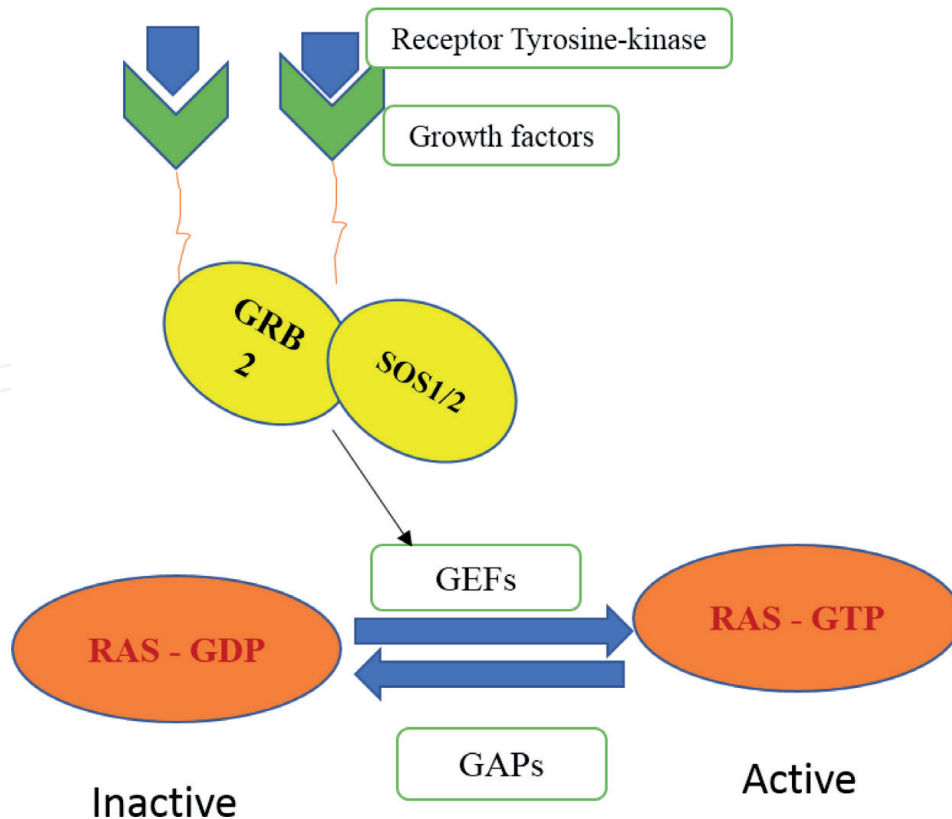 Receptor Tyrosine-kinase
Growth factors
GRB
2
SOS1/2
GEFs
RAS - GDP
RAS - GTP
GAPs
Inactive
Active